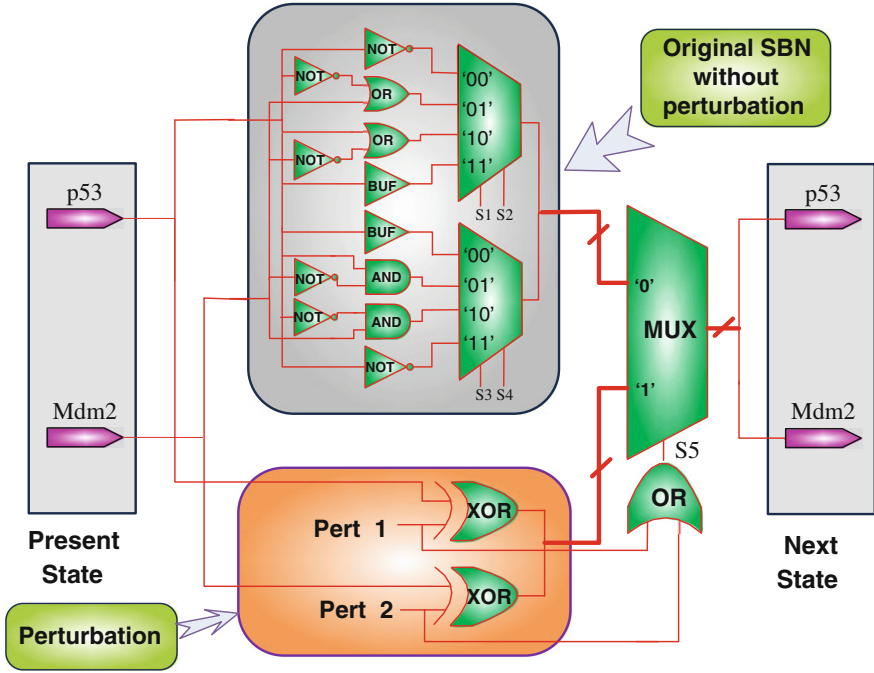 Original SBN
without
perturbation
NOT
NOT
OR
OR
NOT
BUF
'00'
'01'
'10'
'11'
S1 S2
BUF
NOT
AND
NOT
AND
NOT
'00'
'01'
'10'
'11'
S3 S4
p53
Mdm2
Present
State
'0'
MUX
'1'
S5
OR
p53
Mdm2
Next
State
XOR
Pert 1
XOR
Pert 2
Perturbation